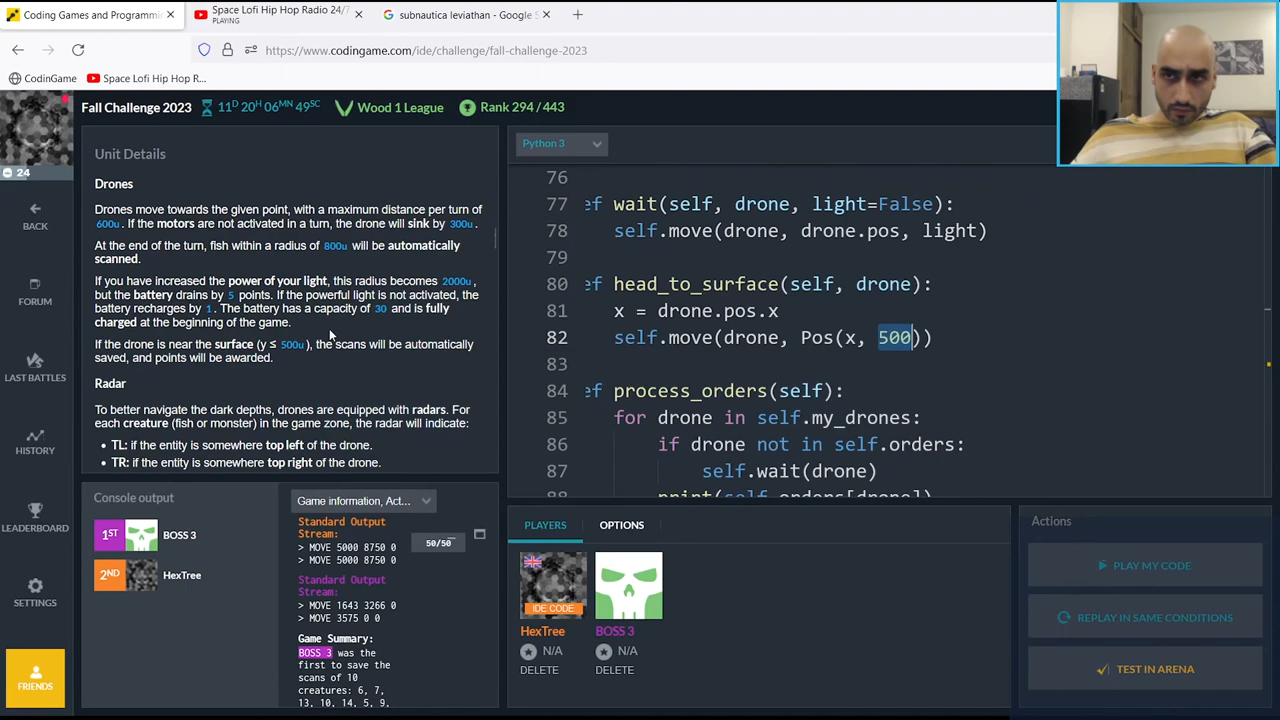 Coding Games and Programmi
Space Lofi Hip Hop Radio 24/7
PLAYING
subnautica leviathan - Google S
https://www.codingame.com/ide/challenge/fall-challenge-2023
CodinGame
Space Lofi Hip Hop R...
Fall Challenge 2023
11D 20H 06MN 49SC
Wood 1 League
Rank 294 / 443
24
BACK
FORUM
LAST BATTLES
HISTORY
LEADERBOARD
SETTINGS
FRIENDS
Unit Details
Drones
Drones move towards the given point, with a maximum distance per turn of
600u. If the motors are not activated in a turn, the drone will sink by 300u.
At the end of the turn, fish within a radius of 800u will be automatically
scanned.
If you have increased the power of your light, this radius becomes 2000u,
but the battery drains by 5 points. If the powerful light is not activated, the
battery recharges by 1. The battery has a capacity of 30 and is fully
charged at the beginning of the game.
If the drone is near the surface (y ≤ 500u), the scans will be automatically
saved, and points will be awarded.
Radar
To better navigate the dark depths, drones are equipped with radars. For
each creature (fish or monster) in the game zone, the radar will indicate:
• TL: if the entity is somewhere top left of the drone.
• TR: if the entity is somewhere top right of the drone.
Python 3
76
77 ef wait(self, drone, light=False):
78 self.move(drone, drone.pos, light)
79
80 ef head_to_surface(self, drone):
81 x = drone.pos.x
82 self.move(drone, Pos(x, 500))
83
84 ef process_orders(self):
85 for drone in self.my_drones:
86 if drone not in self.orders:
87 self.wait(drone)
88 print(self.orders[drone])
Console output
1ST BOSS 3
2ND HexTree
Game information, Act...
Standard Output
Stream:
> MOVE 5000 8750 0
> MOVE 5000 8750 0
50/50
Standard Output
Stream:
> MOVE 1643 3266 0
> MOVE 3575 0 0
Game Summary:
BOSS 3 was the
first to save the
scans of 10
creatures: 6, 7,
13, 10, 14, 5, 9,
PLAYERS
OPTIONS
IDE CODE
HexTree
N/A
DELETE
BOSS 3
N/A
DELETE
Actions
PLAY MY CODE
REPLAY IN SAME CONDITIONS
TEST IN ARENA